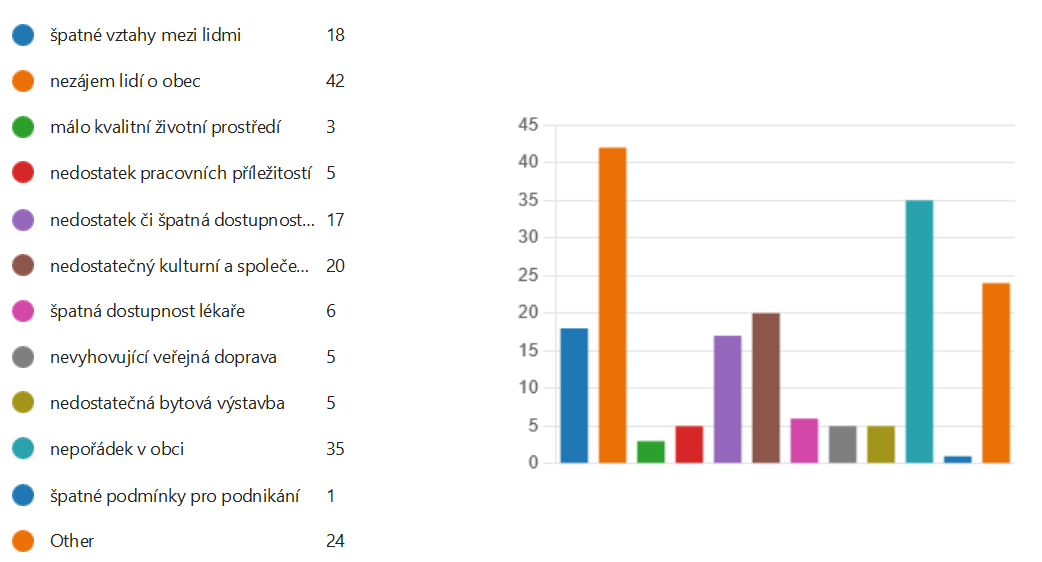 špatné vztahy mezi lidmi 18
nezájem lidí o obec 42
málo kvalitní životní prostředí 3
nedostatek pracovních příležitostí 5
nedostatek či špatná dostupnost... 17
nedostatečný kulturní a společe... 20
špatná dostupnost lékaře 6
nevyhovující veřejná doprava 5
nedostatečná bytová výstavba 5
nepořádek v obci 35
špatné podmínky pro podnikání 1
Other 24
45
40
35
30
25
20
15
10
5
0